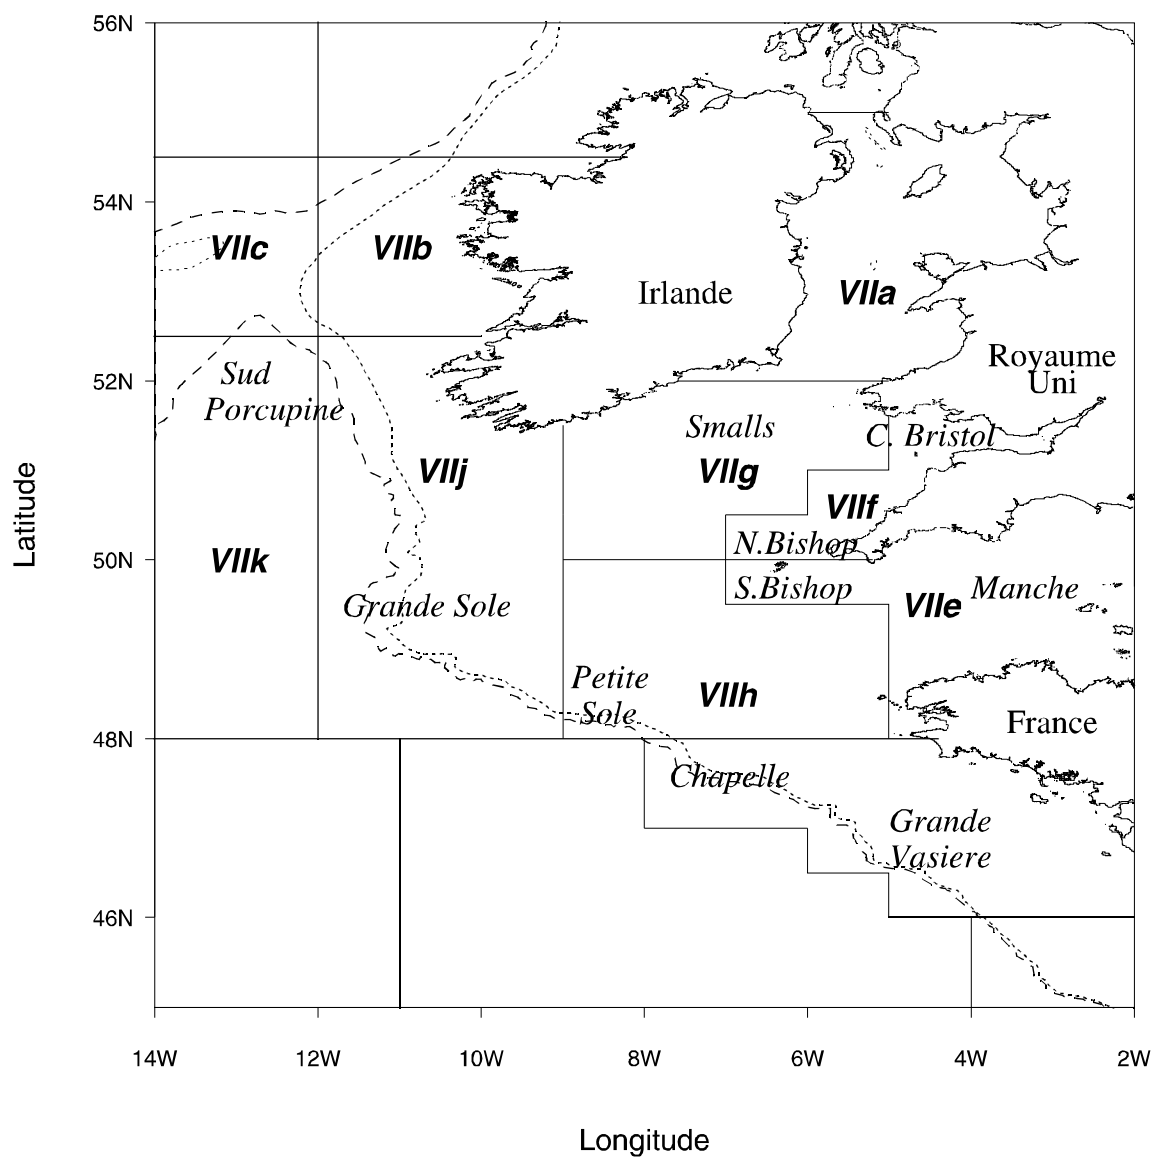 56N
54N
VIIc
VIIb
VIIa
Irlande
Royaume
Uni
52N
Sud
Porcupine
Smalls
C. Bristol
VIIj
VIIg
VIIf
Latitude
50N
VIIk
N.Bishop
S.Bishop
Manche
Grande Sole
VIIe
Petite
Sole
VIIh
France
48N
Chapelle
Grande
Vasiere
46N
14W
12W
10W
8W
6W
4W
2W
Longitude